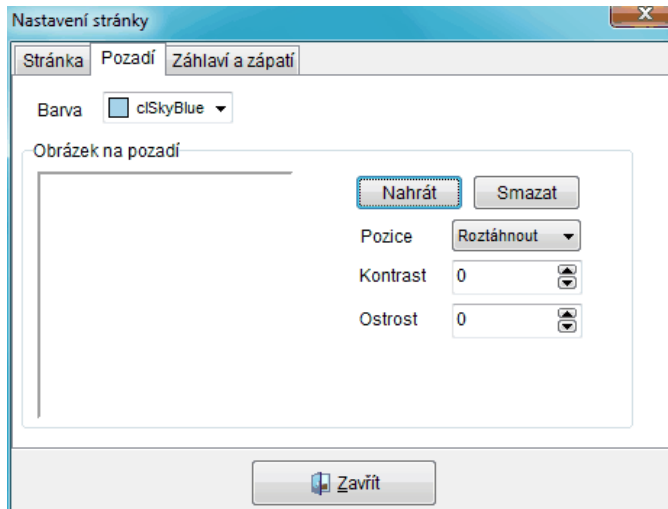 Nastavení stránky
Stránka Pozadí Záhlaví a zápatí
Barva clSkyBlue
Obrázek na pozadí
Nahrát Smazat
Pozice Roztáhnout
Kontrast 0
Ostrost 0
Zavřít